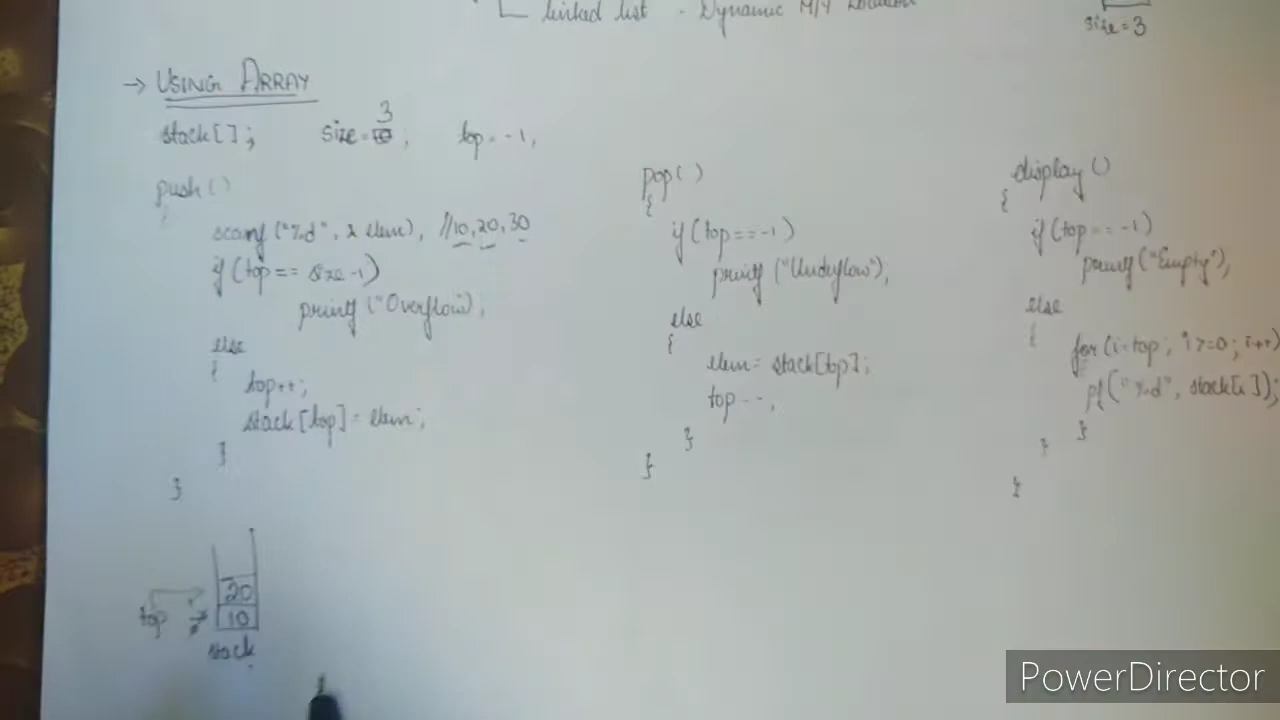 linked list - Dynamic M/Y Location
size = 3
→ USING ARRAY
stack[ ]; size = 3 10; top = -1;
push()
{
scanf("%d", & elem); //10,20,30
if (top == size -1)
printf ("Overflow);
else
{
top++;
stack[top] = elem;
}
}
pop()
{
if (top == -1)
printf ("Underflow");
else
{
elem = stack[top];
top--;
}
}
display()
{
if (top == -1)
printf ("Empty");
else
{
for (i=top; i>=0; i++)
pf("%d", stack[i]);
}
}
}
20
top 10
stack
PowerDirector